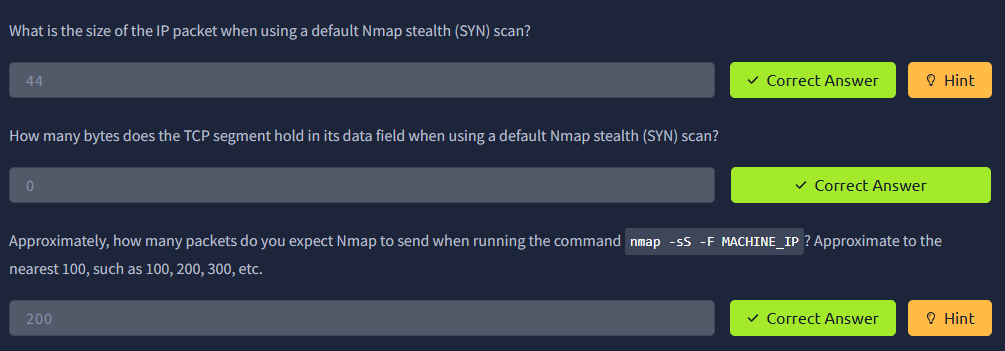 What is the size of the IP packet when using a default Nmap stealth (SYN) scan?
44
Correct Answer
Hint
How many bytes does the TCP segment hold in its data field when using a default Nmap stealth (SYN) scan?
0
Correct Answer
Approximately, how many packets do you expect Nmap to send when running the command nmap -sS -F MACHINE_IP? Approximate to the
nearest 100, such as 100, 200, 300, etc.
200
Correct Answer
Hint